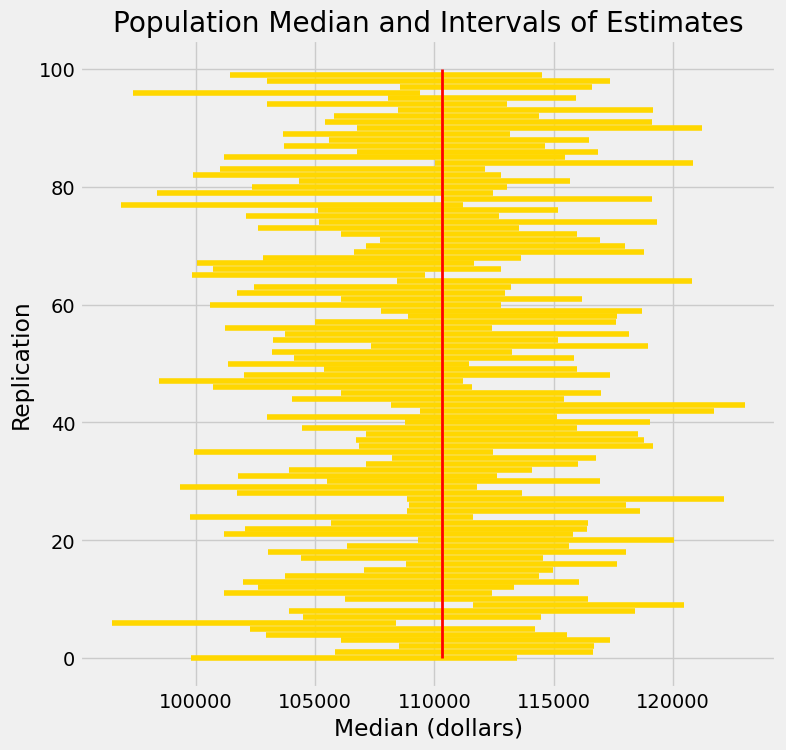 Population Median and Intervals of Estimates
100
80
60
40
20
0
Replication
100000 105000 110000 115000 120000
Median (dollars)